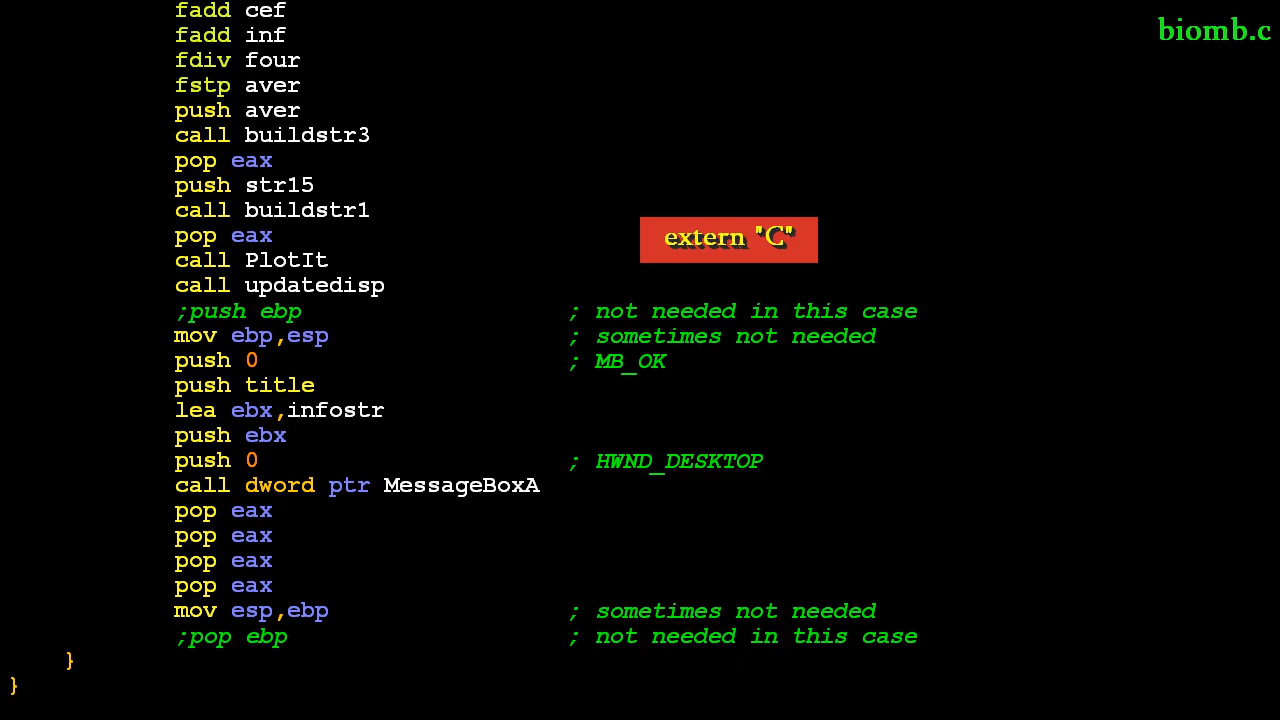 fadd cef
biomb.c
fadd inf
fdiv four
fstp aver
push aver
call buildstr3
pop eax
push str15
call buildstr1
pop eax
extern "C"
call PlotIt
call updatedisp
;push ebp ; not needed in this case
mov ebp,esp ; sometimes not needed
push 0 ; MB_OK
push title
lea ebx,infostr
push ebx
push 0 ; HWND_DESKTOP
call dword ptr MessageBoxA
pop eax
pop eax
pop eax
pop eax
mov esp,ebp ; sometimes not needed
;pop ebp ; not needed in this case
}
}